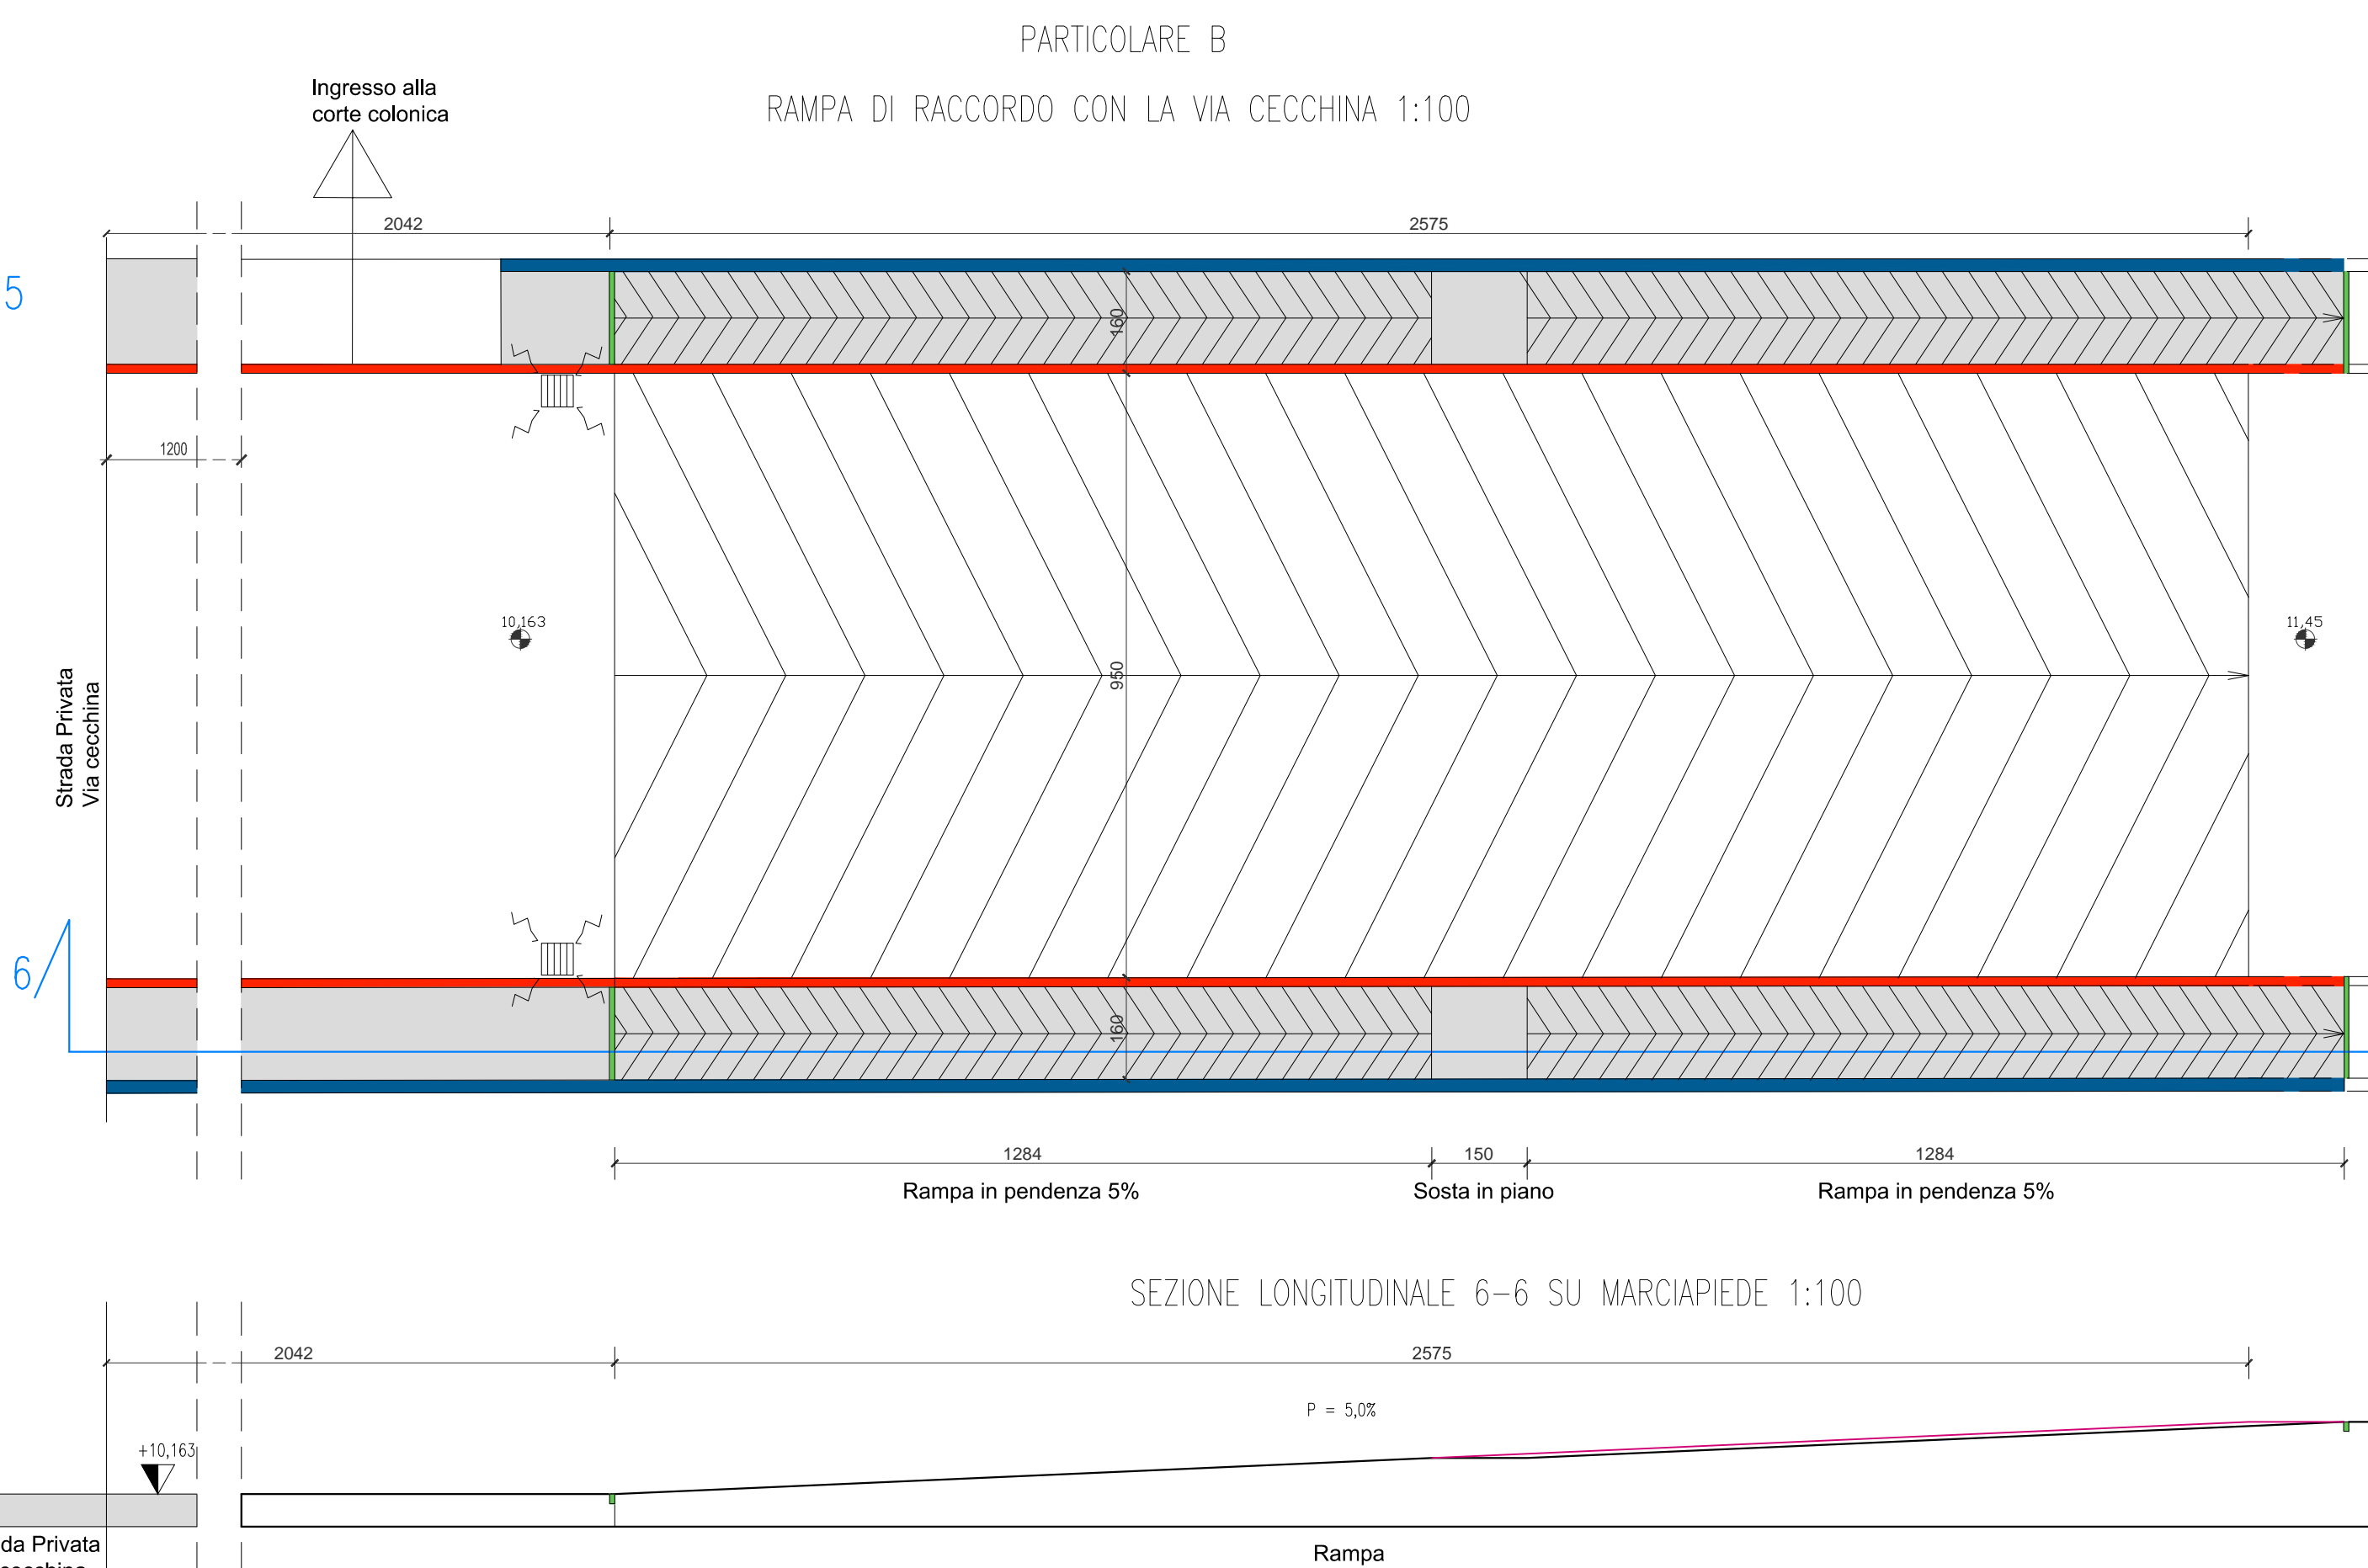 PARTICOLARE B
RAMPA DI RACCORDO CON LA VIA CECCHINA 1:100
Ingresso alla
corte colonica
2042
2575
5
160
1200
10,163
11,45
950
Strada Privata
Via cecchina
6
160
1284
150
1284
Rampa in pendenza 5%
Sosta in piano
Rampa in pendenza 5%
SEZIONE LONGITUDINALE 6-6 SU MARCIAPIEDE 1:100
2042
2575
P = 5,0%
+10,163
da Privata
Rampa